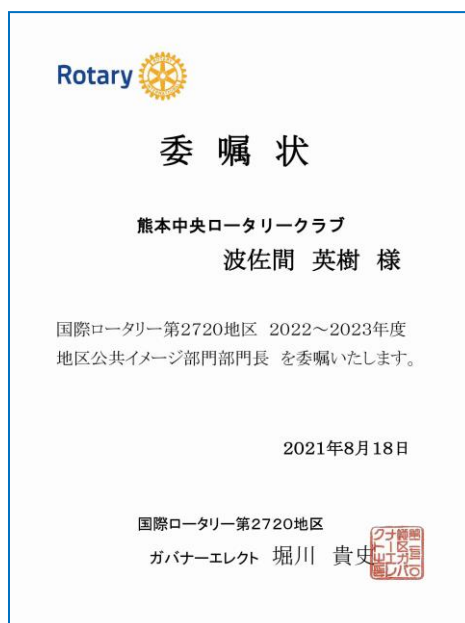 Rotary
委嘱状
熊本中央ロータリークラブ
波佐間 英樹 様
国際ロータリー第2720地区 2022～2023年度
地区公共イメージ部門部門長 を委嘱いたします。
2021年8月18日
国際ロータリー第2720地区
ガバナーエレクト 堀川 貴史